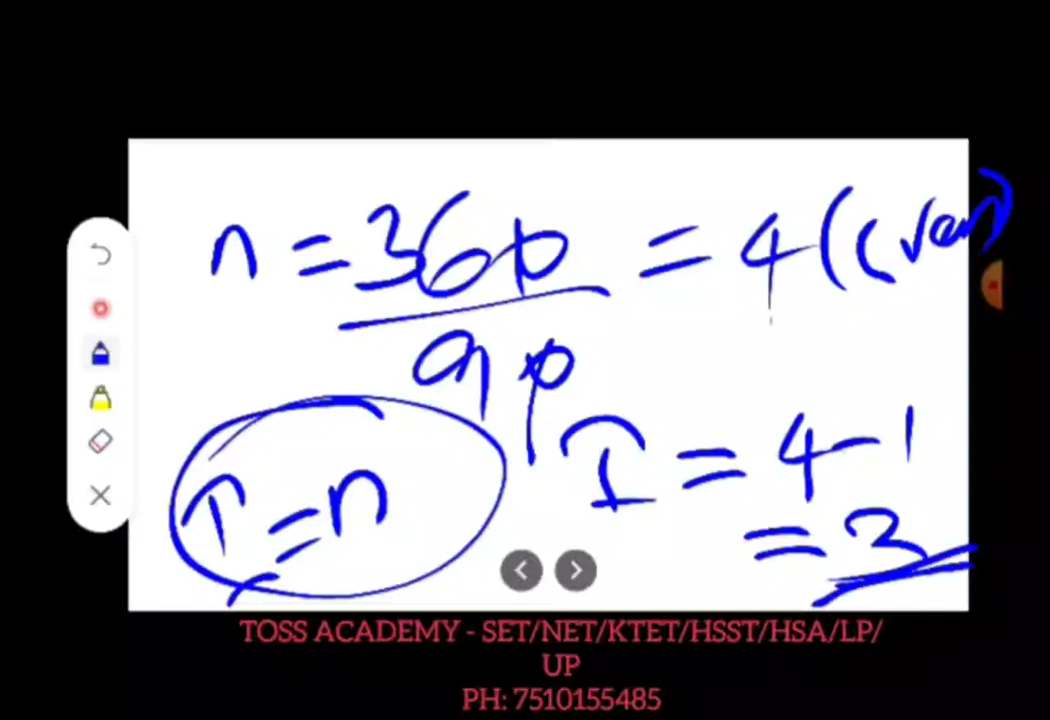 n = 360 / 90 = 4 (even)
I = 4 - 1
I = n
= 3
TOSS ACADEMY - SET/NET/KTET/HSST/HSA/LP/
UP
PH: 7510155485